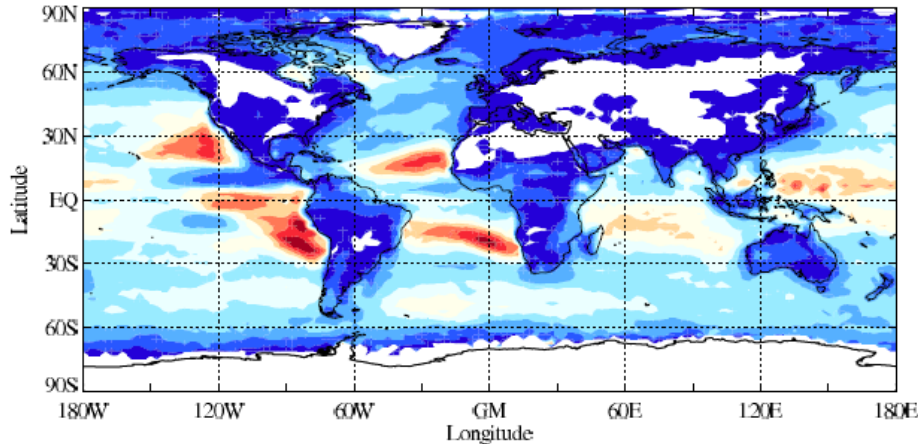 90N
60N
30N
EQ
30S
60S
90S
Latitude
180W 120W 60W GM 60E 120E 180E
Longitude